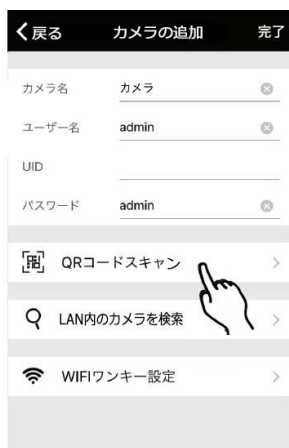 戻る カメラの追加 完了
カメラ名 カメラ
ユーザー名 admin
UID
パスワード admin
QRコードスキャン
LAN内のカメラを検索
WIFIワンキー設定